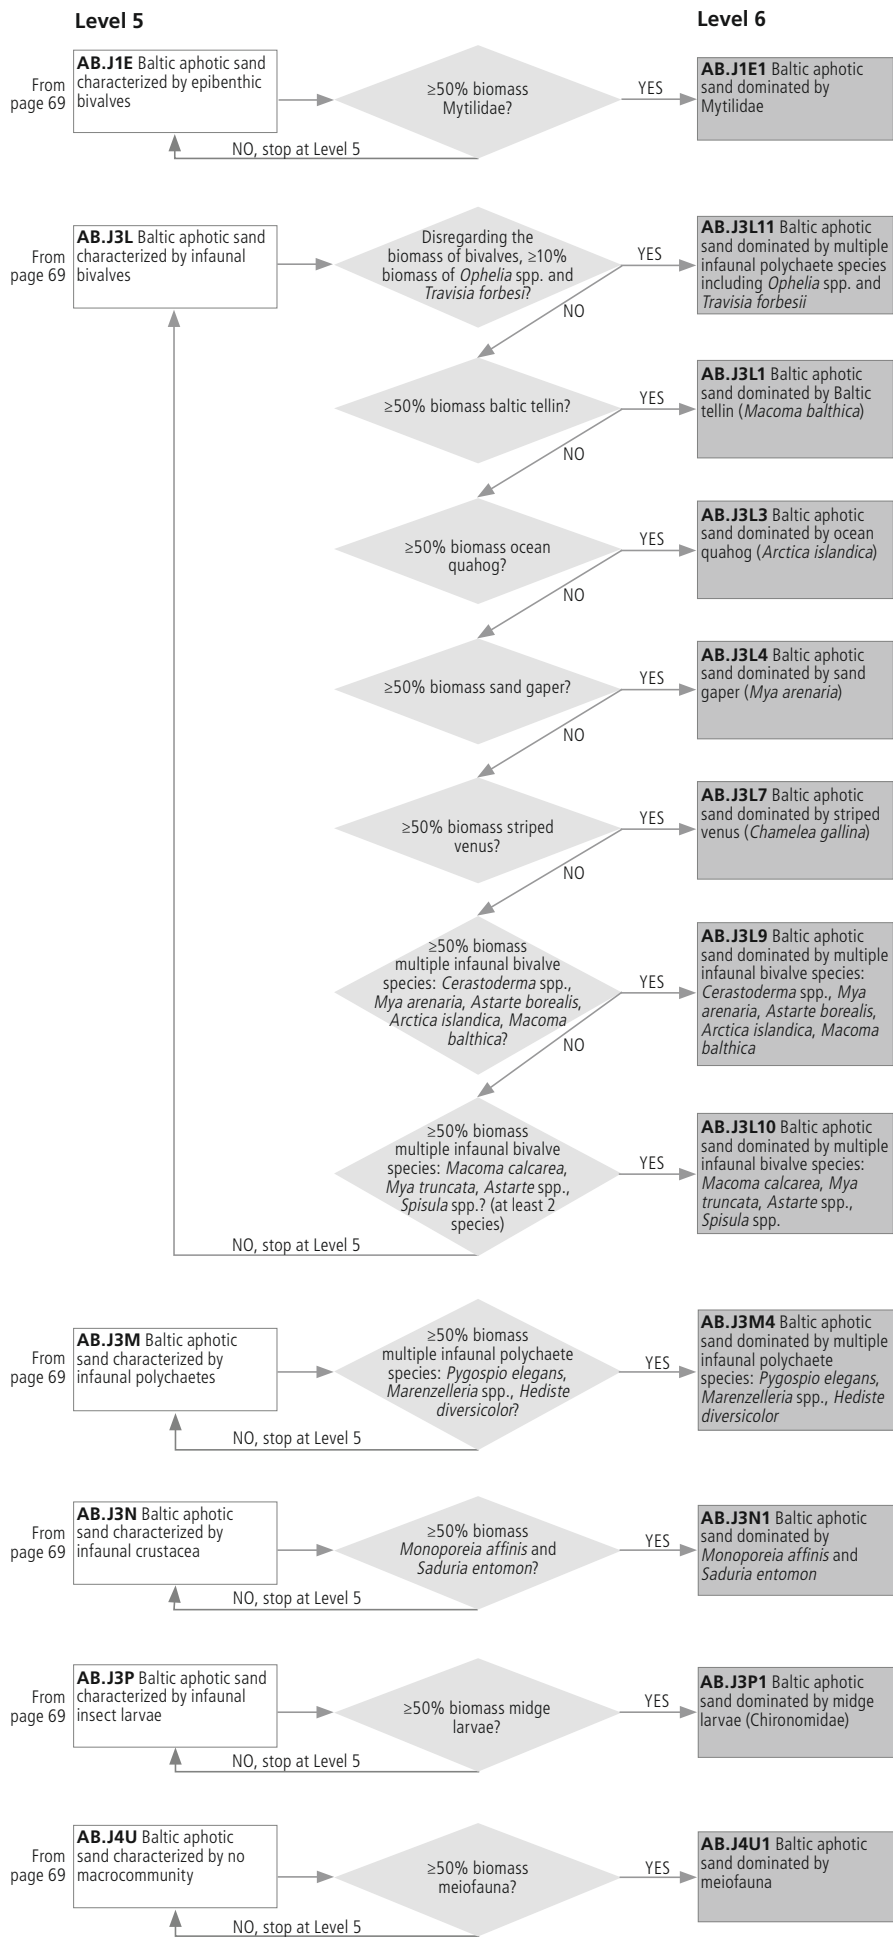 Level 5
Level 6
From
page 69
AB.J1E Baltic aphotic sand
characterized by epibenthic
bivalves
≥50% biomass
Mytilidae?
YES
AB.J1E1 Baltic aphotic
sand dominated by
Mytilidae
NO, stop at Level 5
From
page 69
AB.J3L Baltic aphotic sand
characterized by infaunal
bivalves
Disregarding the
biomass of bivalves, ≥10%
biomass of Ophelia spp. and
Travisia forbesi?
YES
AB.J3L11 Baltic aphotic
sand dominated by multiple
infaunal polychaete species
including Ophelia spp. and
Travisia forbesii
NO
≥50% biomass baltic tellin?
YES
AB.J3L1 Baltic aphotic
sand dominated by Baltic
tellin (Macoma balthica)
NO
≥50% biomass ocean
quahog?
YES
AB.J3L3 Baltic aphotic
sand dominated by ocean
quahog (Arctica islandica)
NO
≥50% biomass sand gaper?
YES
AB.J3L4 Baltic aphotic
sand dominated by sand
gaper (Mya arenaria)
NO
≥50% biomass striped
venus?
YES
AB.J3L7 Baltic aphotic
sand dominated by striped
venus (Chamelea gallina)
NO
≥50% biomass
multiple infaunal bivalve
species: Cerastoderma spp.,
Mya arenaria, Astarte borealis,
Arctica islandica, Macoma
balthica?
YES
AB.J3L9 Baltic aphotic
sand dominated by multiple
infaunal bivalve species:
Cerastoderma spp., Mya
arenaria, Astarte borealis,
Arctica islandica, Macoma
balthica
NO
≥50% biomass
multiple infaunal bivalve
species: Macoma calcarea,
Mya truncata, Astarte spp.,
Spisula spp.? (at least 2
species)
YES
AB.J3L10 Baltic aphotic
sand dominated by multiple
infaunal bivalve species:
Macoma calcarea, Mya
truncata, Astarte spp.,
Spisula spp.
NO, stop at Level 5
From
page 69
AB.J3M Baltic aphotic
sand characterized by
infaunal polychaetes
≥50% biomass
multiple infaunal polychaete
species: Pygospio elegans,
Marenzelleria spp., Hediste
diversicolor?
YES
AB.J3M4 Baltic aphotic
sand dominated by multiple
infaunal polychaete
species: Pygospio elegans,
Marenzelleria spp., Hediste
diversicolor
NO, stop at Level 5
From
page 69
AB.J3N Baltic aphotic
sand characterized by
infaunal crustacea
≥50% biomass
Monoporeia affinis and
Saduria entomon?
YES
AB.J3N1 Baltic aphotic
sand dominated by
Monoporeia affinis and
Saduria entomon
NO, stop at Level 5
From
page 69
AB.J3P Baltic aphotic sand
characterized by infaunal
insect larvae
≥50% biomass midge
larvae?
YES
AB.J3P1 Baltic aphotic
sand dominated by midge
larvae (Chironomidae)
NO, stop at Level 5
From
page 69
AB.J4U Baltic aphotic
sand characterized by no
macrocommunity
≥50% biomass
meiofauna?
YES
AB.J4U1 Baltic aphotic
sand dominated by
meiofauna
NO, stop at Level 5